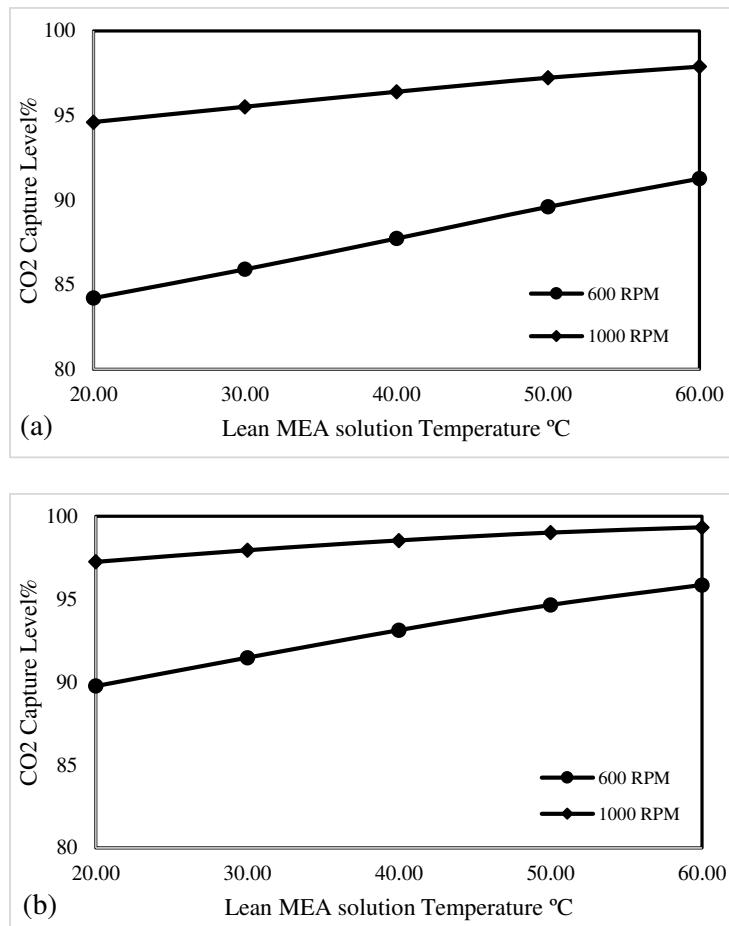 100
95
90
85
80
CO2 Capture Level%
600 RPM
1000 RPM
20.00 30.00 40.00 50.00 60.00
(a)
Lean MEA solution Temperature ºC
100
95
90
85
80
CO2 Capture Level%
600 RPM
1000 RPM
20.00 30.00 40.00 50.00 60.00
(b)
Lean MEA solution Temperature ºC